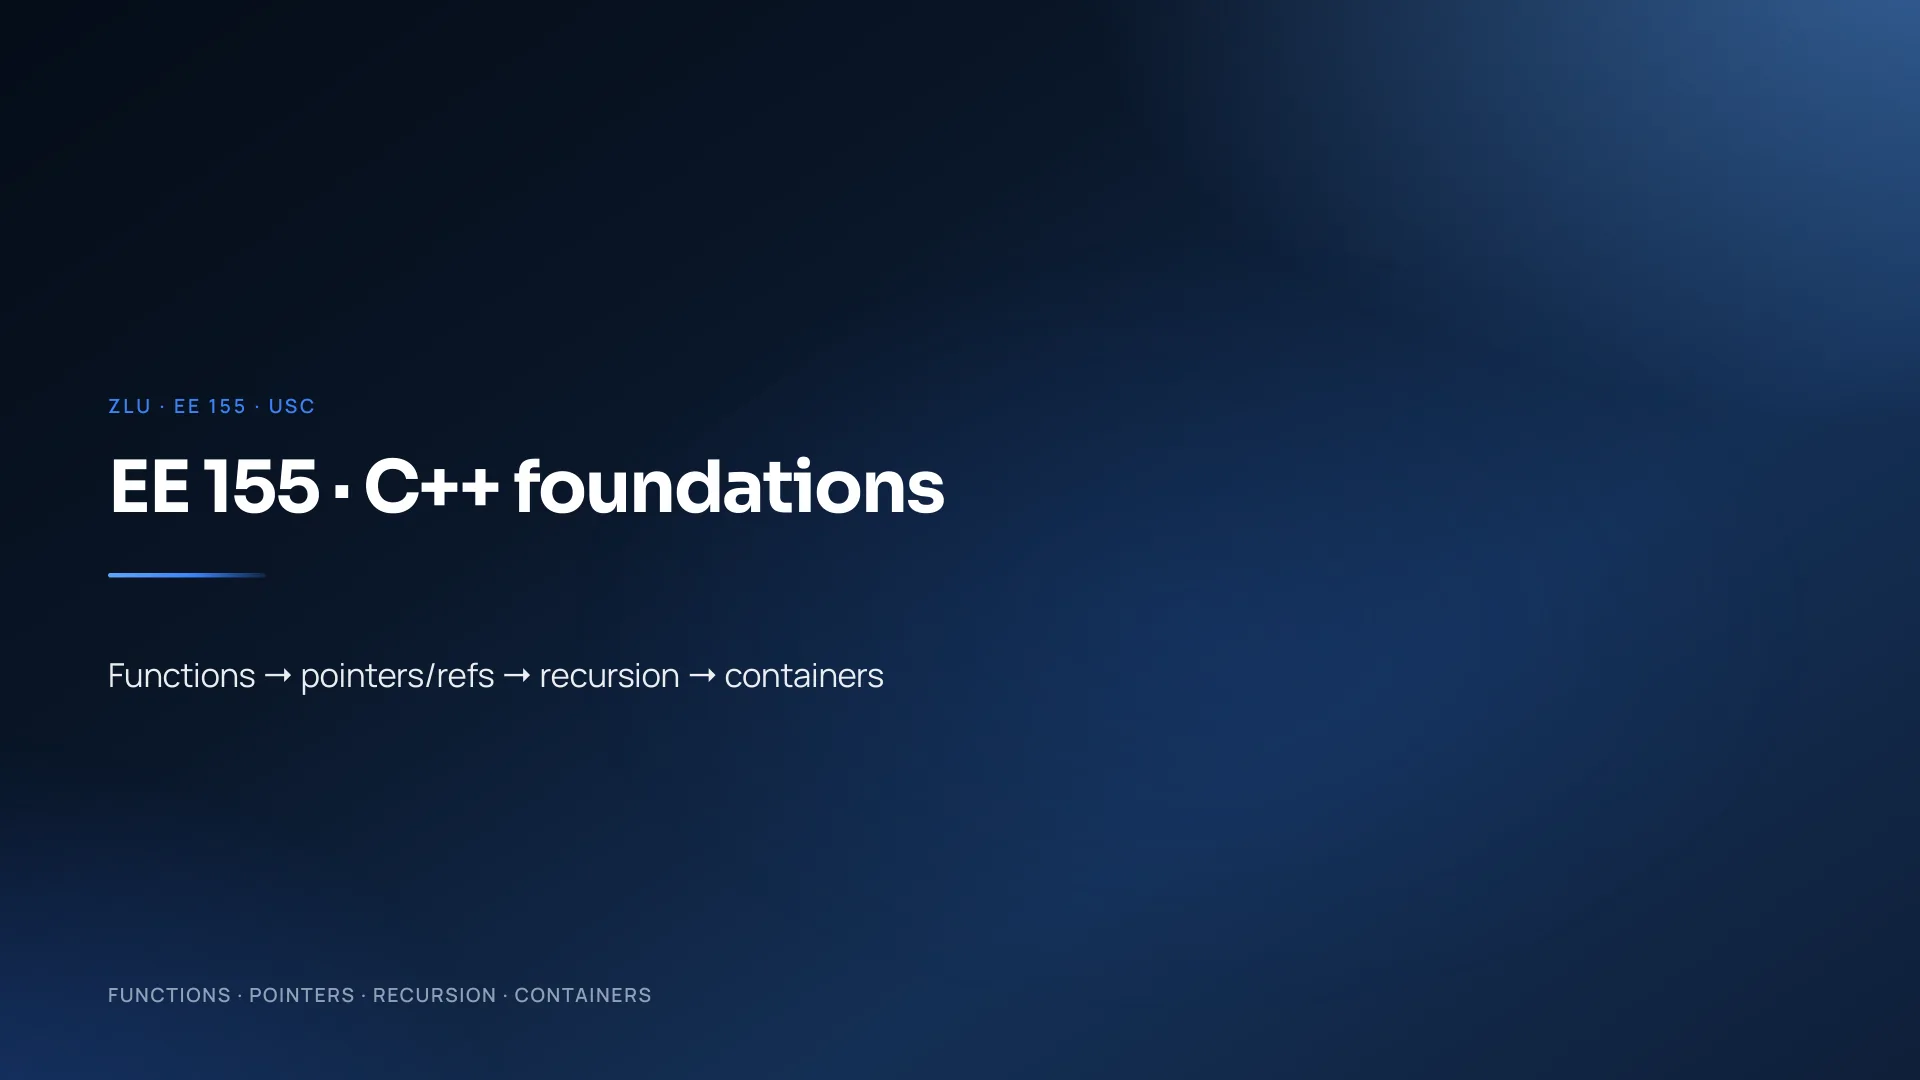 ZLU · EE 155 · USC
EE 155 · C++ foundations
Functions → pointers/refs → recursion → containers
FUNCTIONS · POINTERS · RECURSION · CONTAINERS